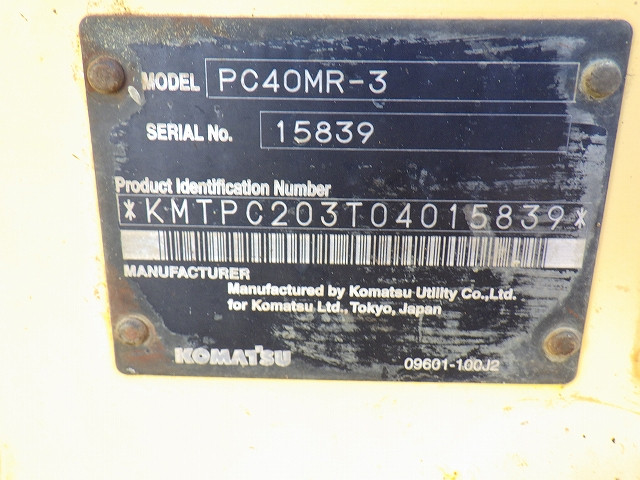 MODEL PC40MR-3
SERIAL No. 15839
Product Identification Number
*KMTPC203T04015839*
MANUFACTURER
Manufactured by Komatsu Utility Co.,Ltd.
for Komatsu Ltd., Tokyo, Japan
KOMATSU 09601-100J2